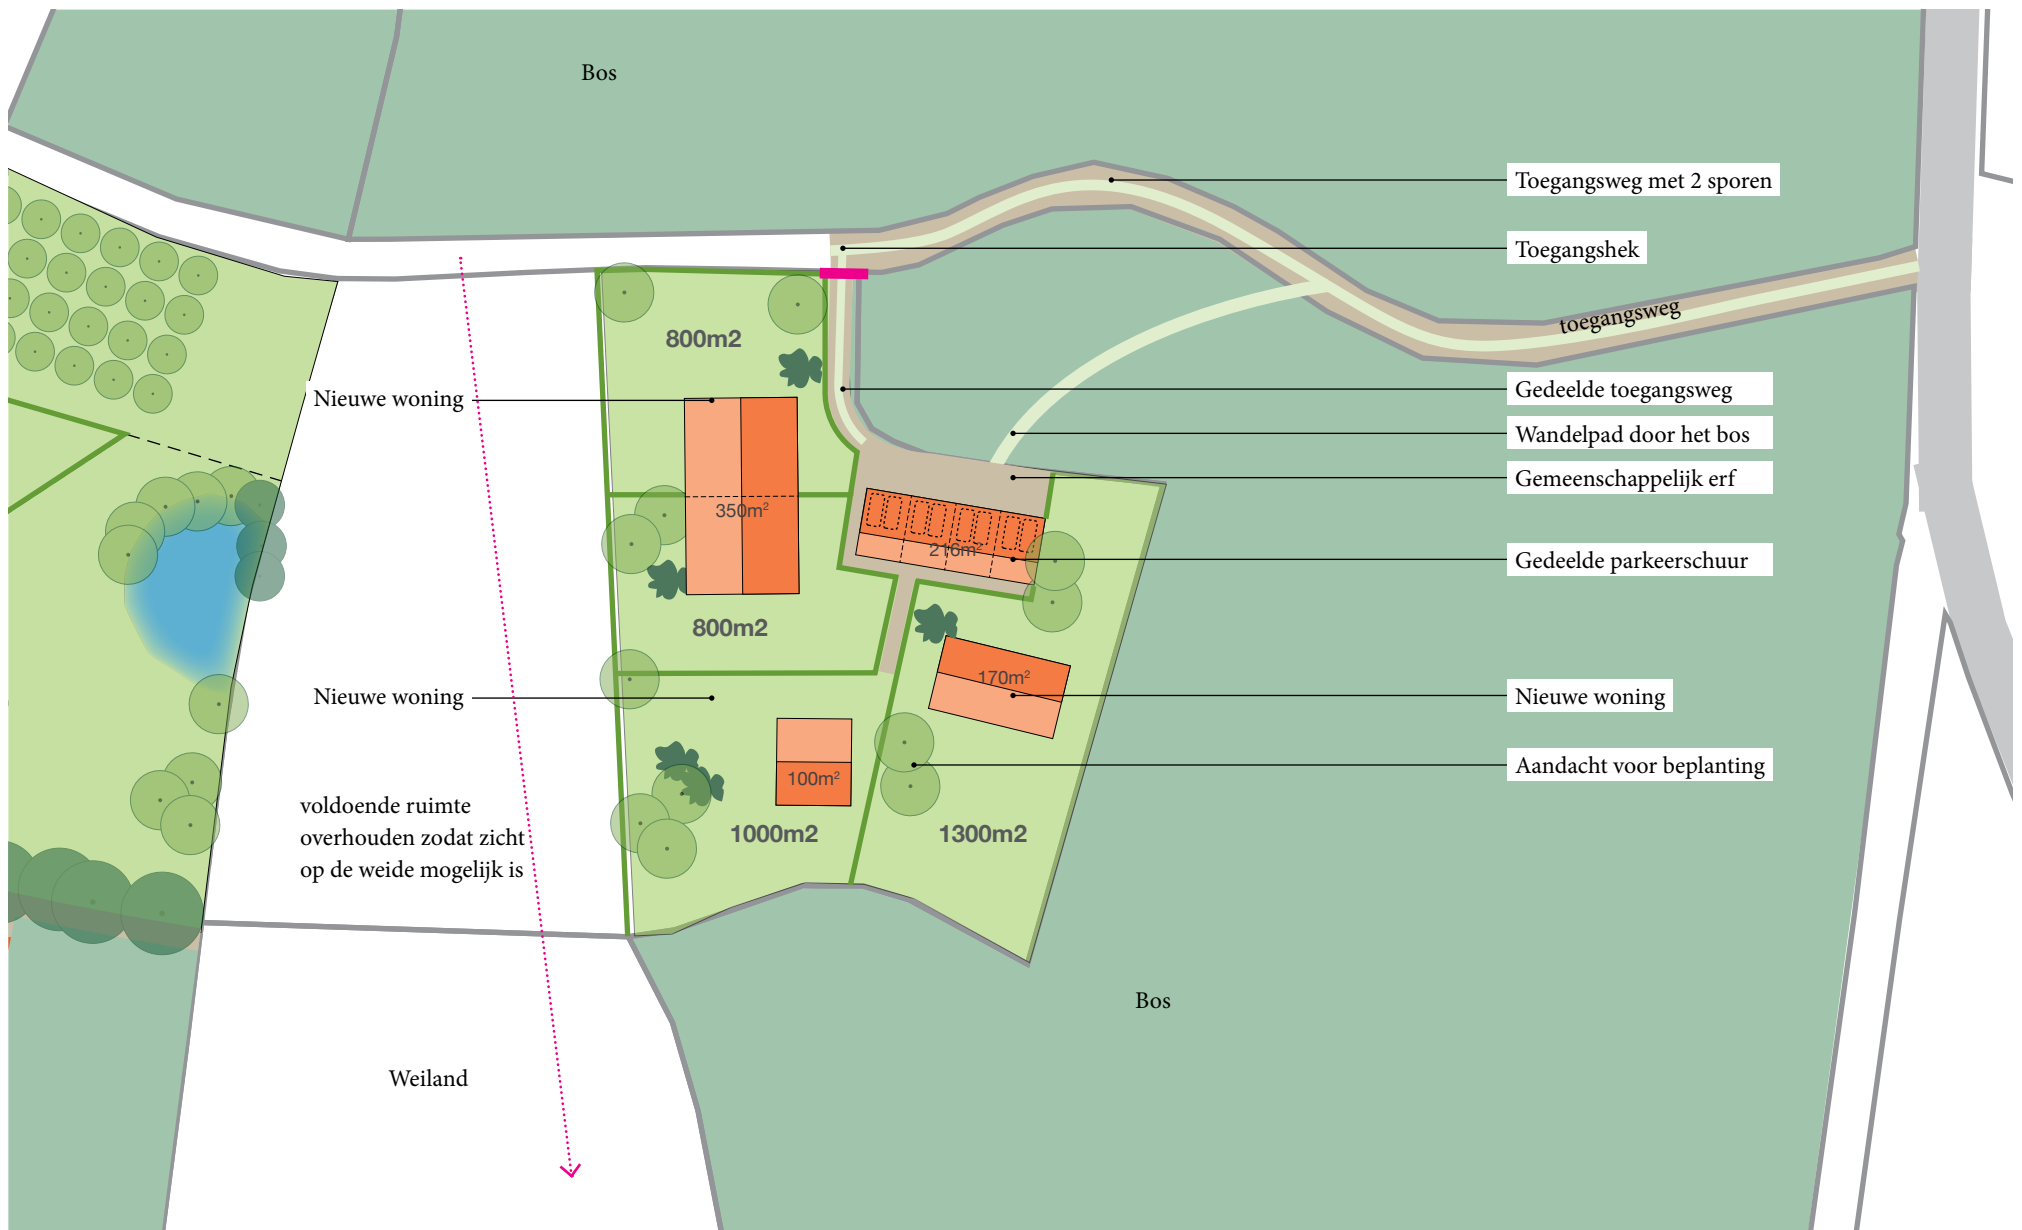 Bos
Toegangsweg met 2 sporen
Toegangshek
toegangsweg
800m2
Nieuwe woning
Gedeelde toegangsweg
Wandelpad door het bos
Gemeenschappelijk erf
350m²
216m²
Gedeelde parkeerschuur
800m2
170m²
Nieuwe woning
Nieuwe woning
Aandacht voor beplanting
100m²
voldoende ruimte
overhouden zodat zicht
op de weide mogelijk is
1000m2
1300m2
Bos
Weiland